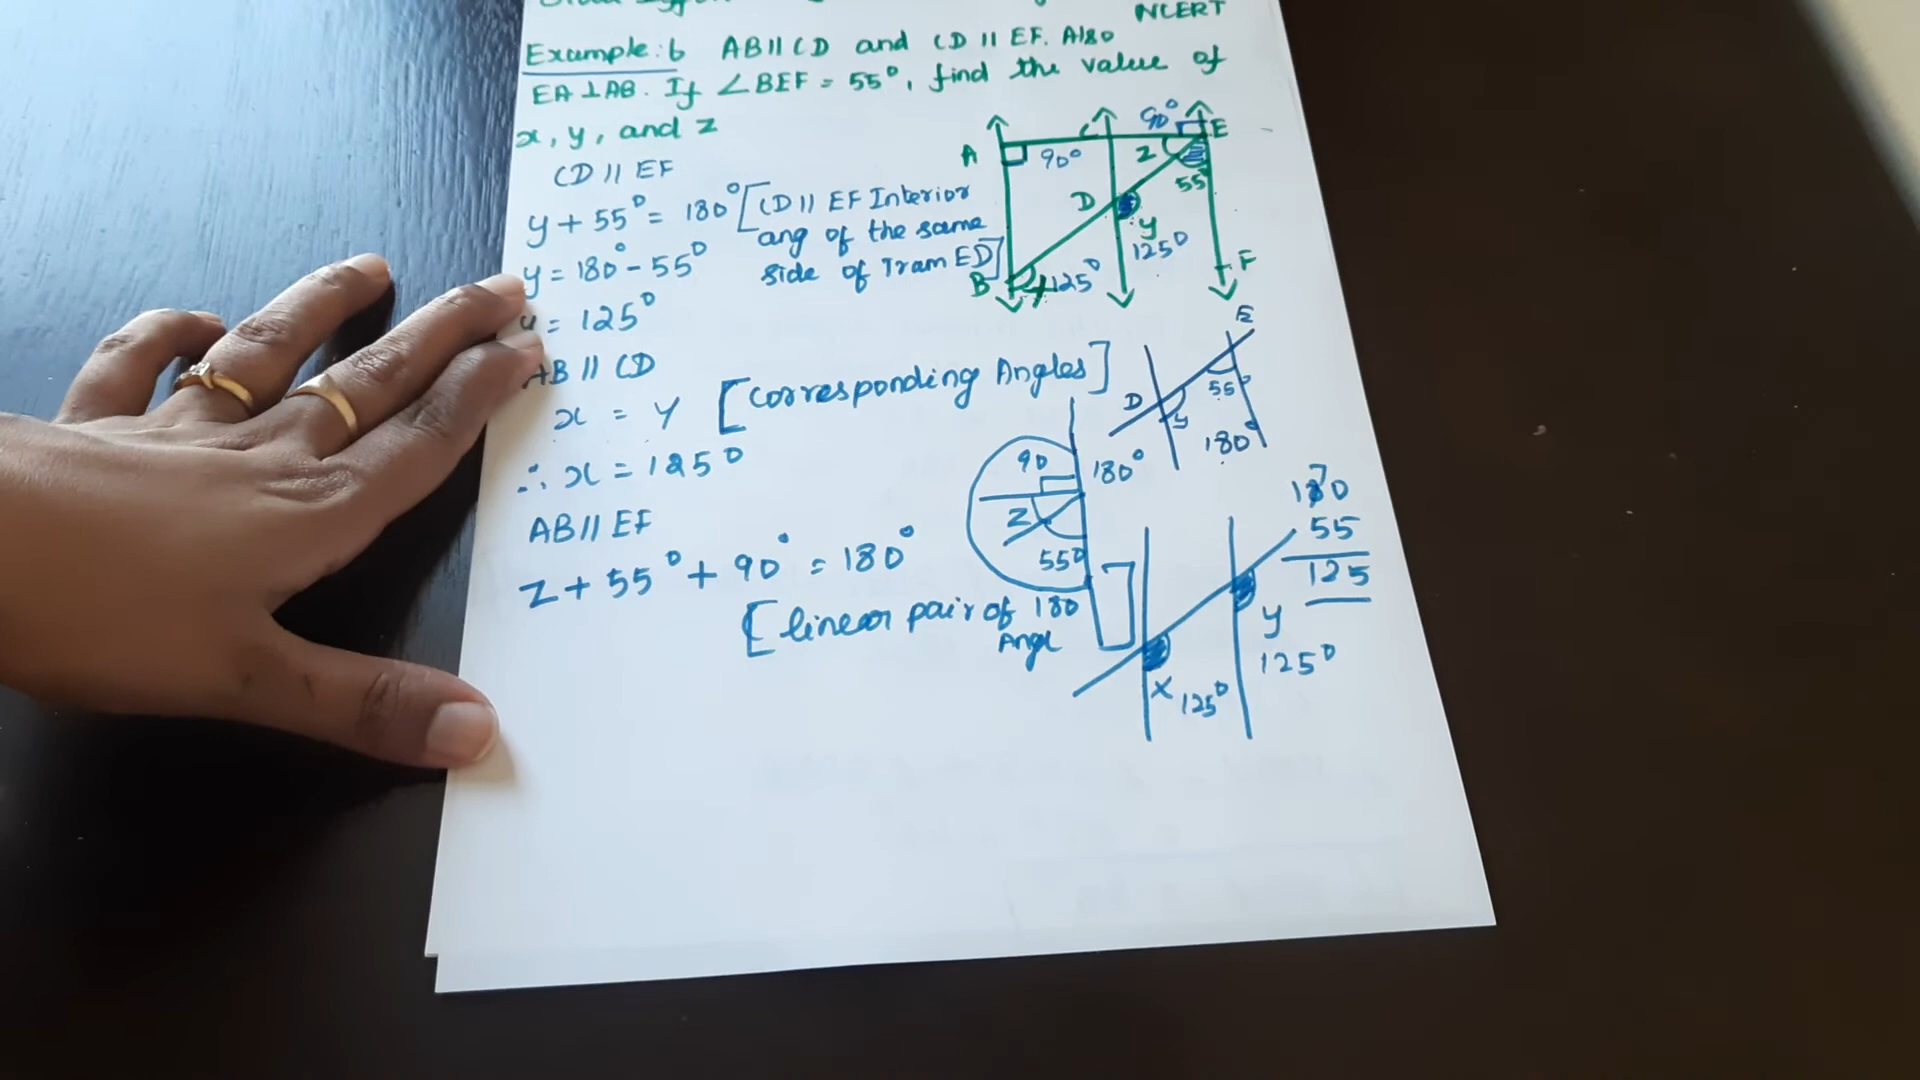 NCERT
Example: 6 AB || CD and CD || EF. Also
EA ⊥ AB. If ∠BEF = 55°, find the value of
x, y, and z
CD || EF
y + 55° = 180° [CD || EF Interior
ang of the same
side of Tram ED]
y = 180° - 55°
y = 125°
AB || CD
x = y [Corresponding Angles]
∴ x = 125°
AB || EF
z + 55° + 90° = 180°
[linear pair of 180
Angl
A
90°
C
90°
E
z
55°
D
y
125°
B
x 125°
F
E
D
55
y
180°
90
180°
z
55°
180
55
125
y
125°
x 125°